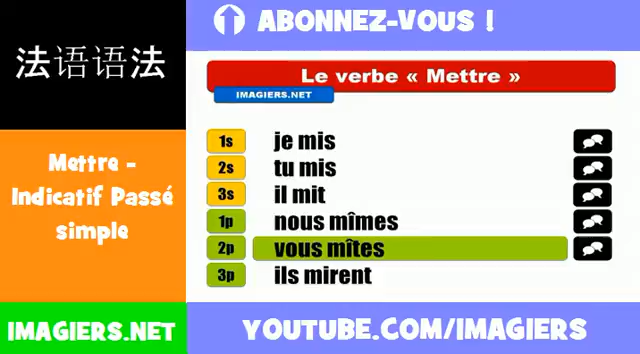 ABONNEZ-VOUS !
法语语法
Le verbe « Mettre »
IMAGIERS.NET
Mettre -
Indicatif Passé
simple
1s je mis
2s tu mis
3s il mit
1p nous mîmes
2p vous mîtes
3p ils mirent
IMAGIERS.NET
YOUTUBE.COM/IMAGIERS